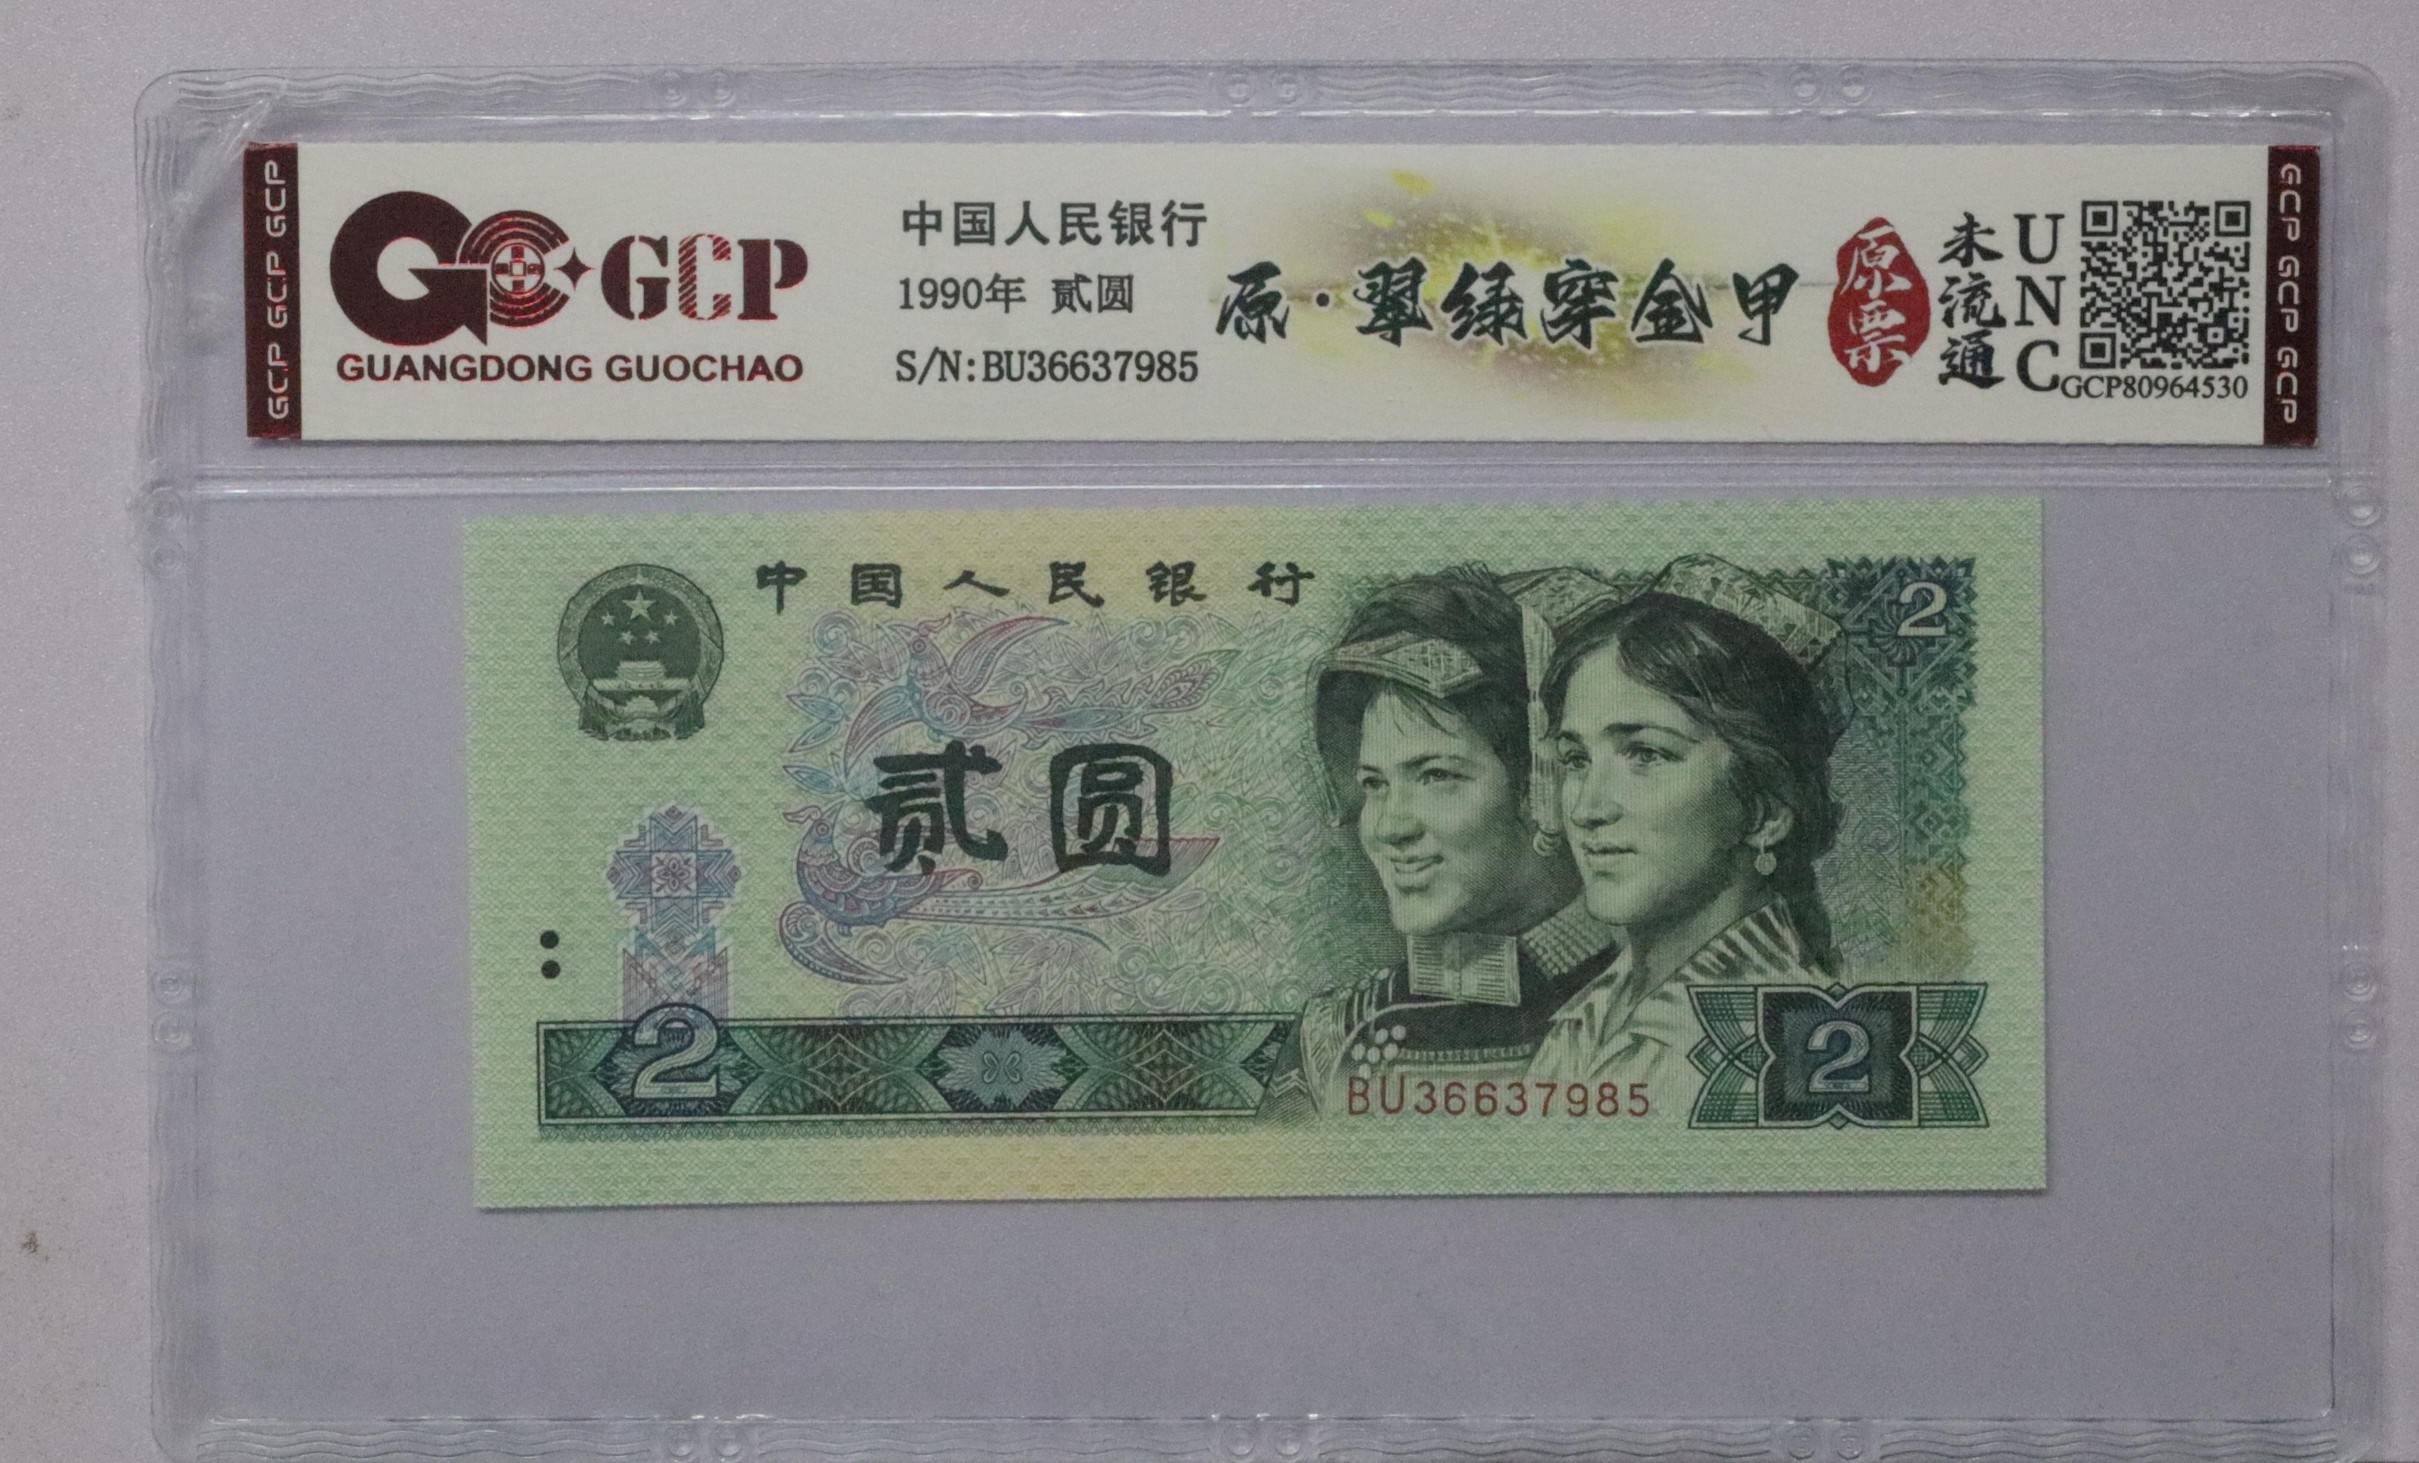 GCP GCP GCP
GCP
GUANGDONG GUOCHAO
中国人民银行
1990年 贰圆
S/N:BU36637985
原·翠绿穿金甲
原票
未流通
UNC
GCP80964530
GCP GCP GCP
中国人民银行
2
贰圆
2
BU36637985
2